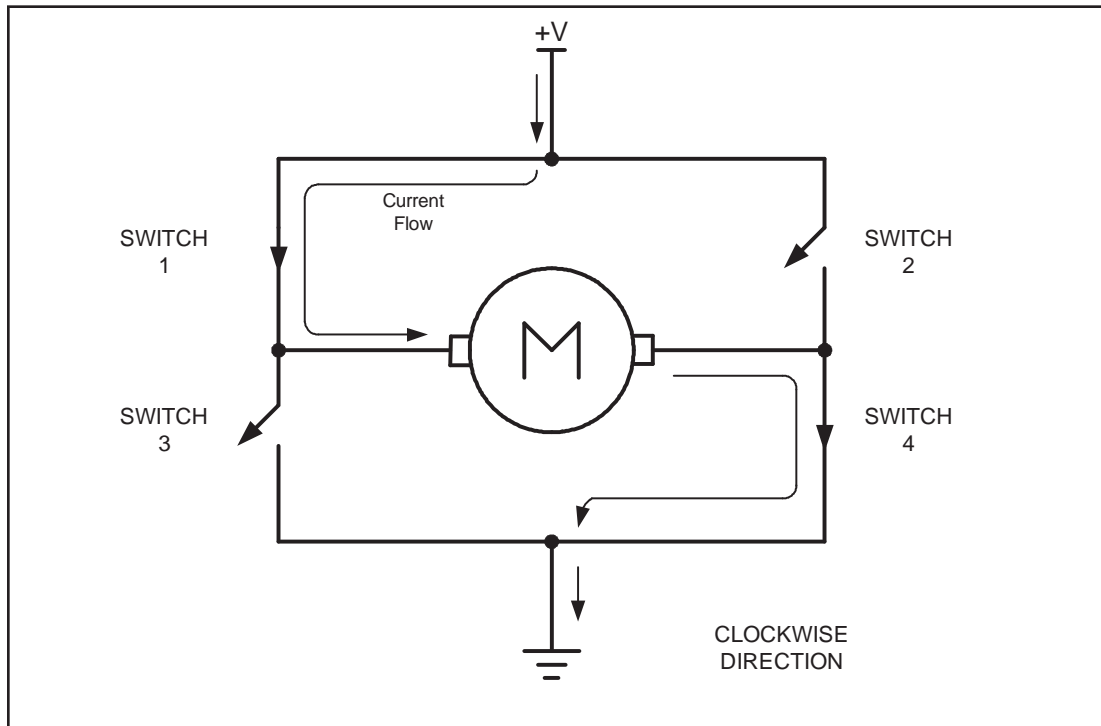 +V
Current
Flow
SWITCH
1
SWITCH
2
M
SWITCH
3
SWITCH
4
CLOCKWISE
DIRECTION